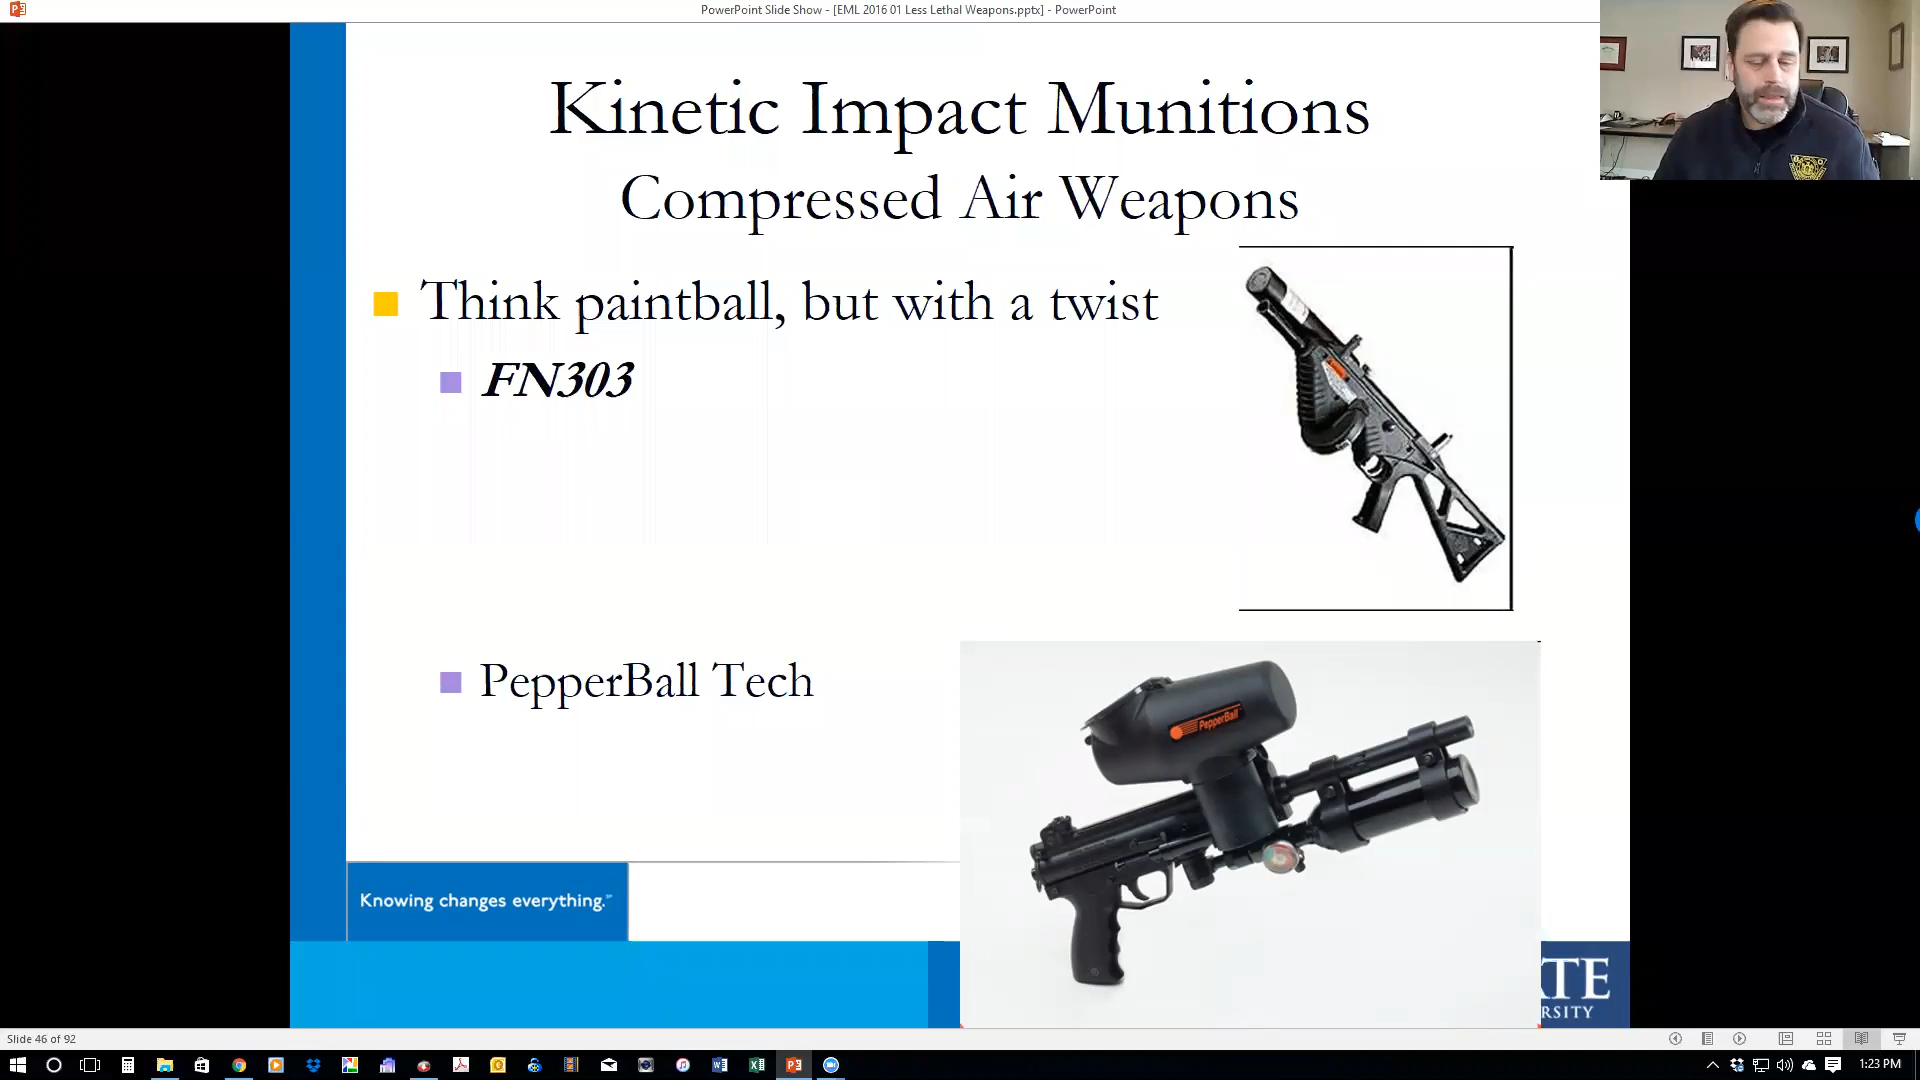 PowerPoint Slide Show - [EML 2016 01 Less Lethal Weapons.pptx] - PowerPoint
Kinetic Impact Munitions
Compressed Air Weapons
Think paintball, but with a twist
FN303
PepperBall Tech
PepperBall
Knowing changes everything.
TE
RSITY
Slide 46 of 92
1:23 PM